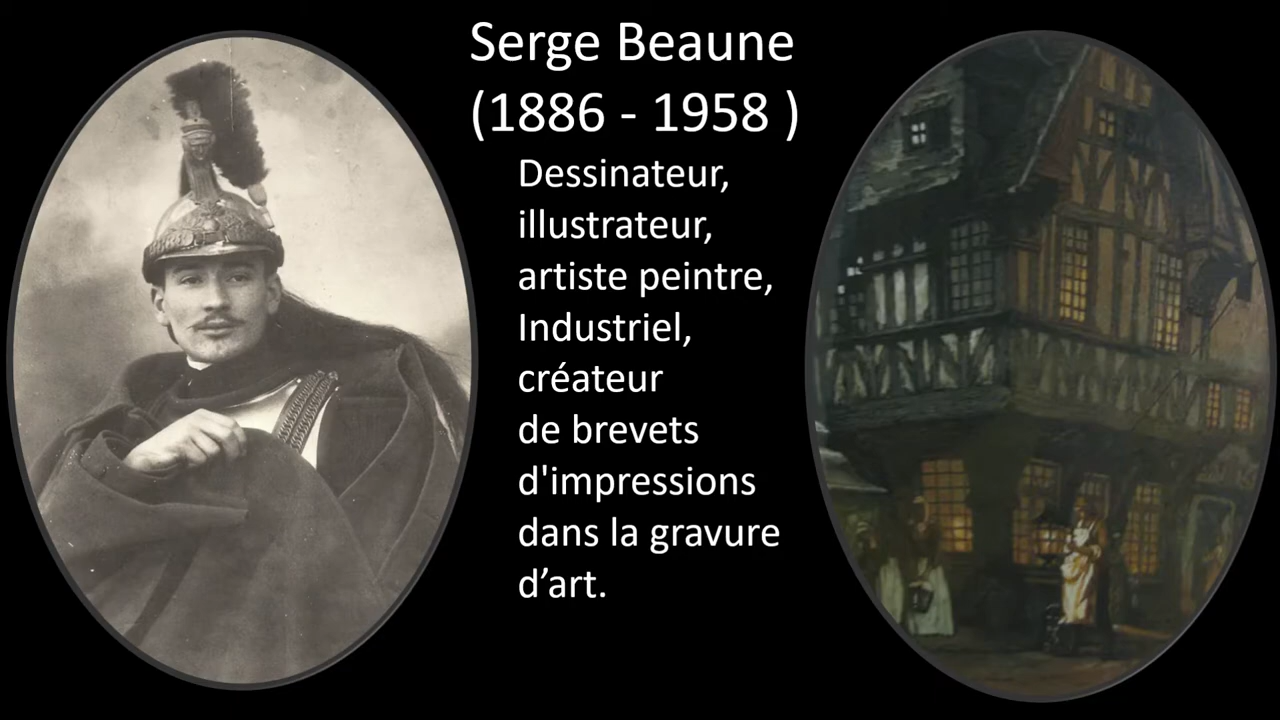 Serge Beaune
(1886 - 1958 )
Dessinateur,
illustrateur,
artiste peintre,
Industriel,
créateur
de brevets
d'impressions
dans la gravure
d’art.